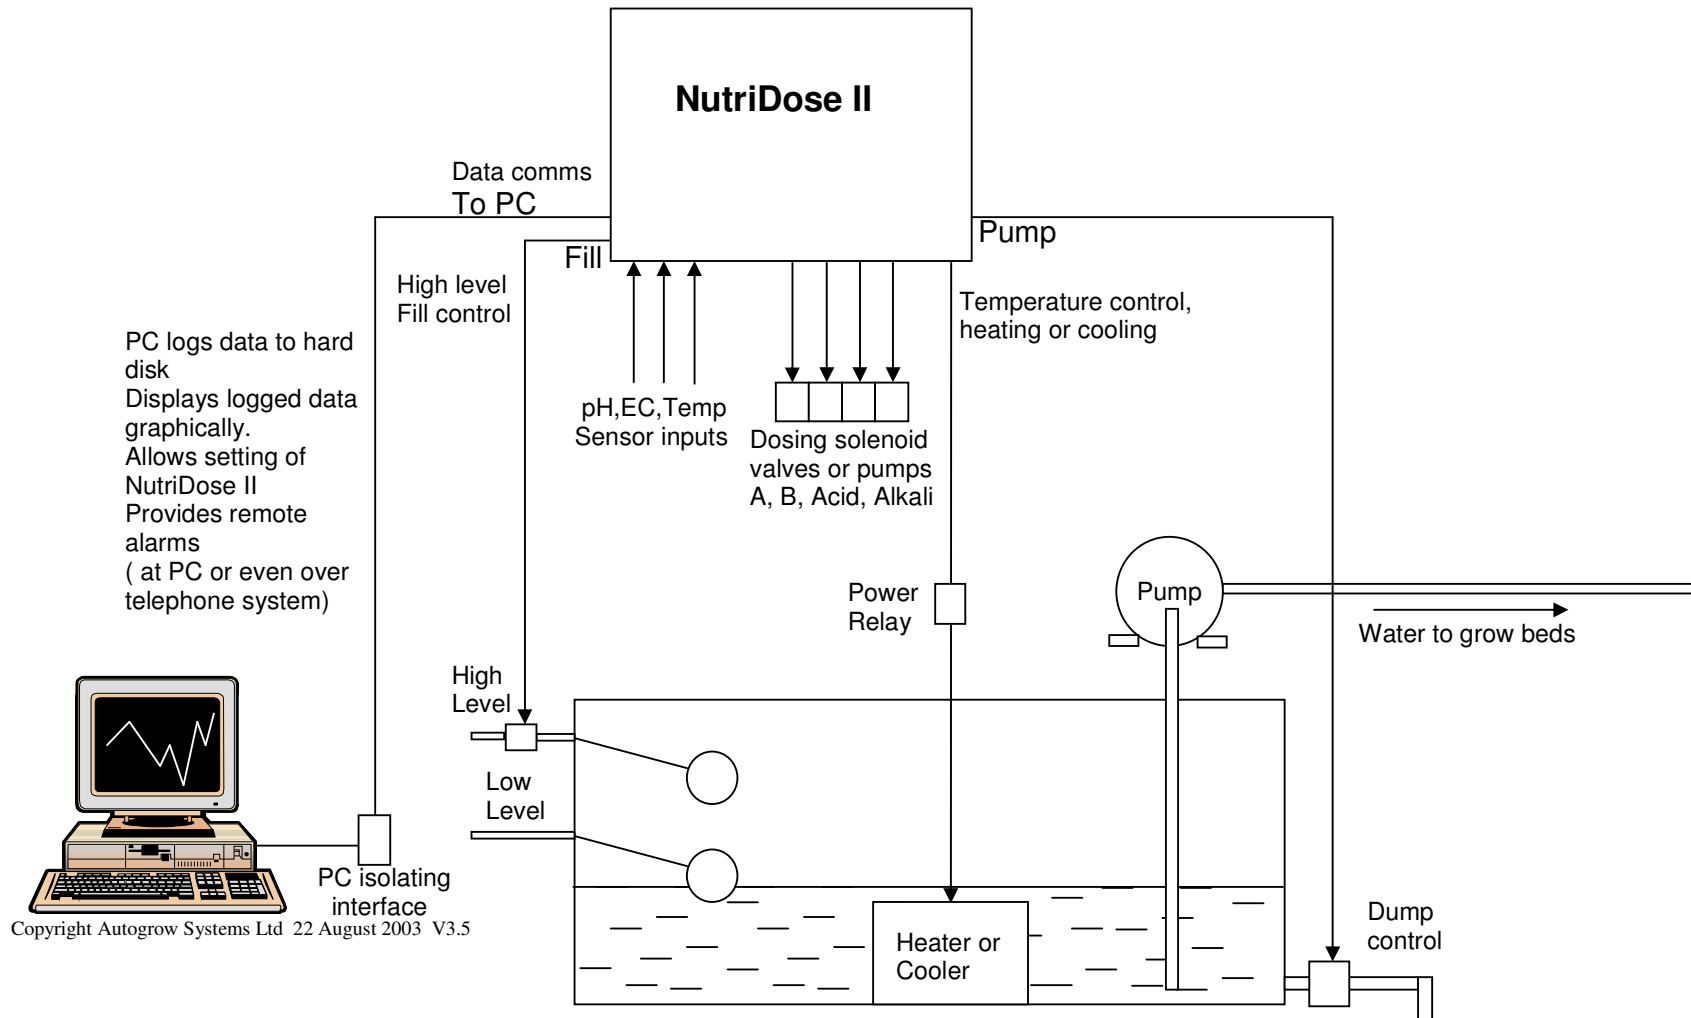 NutriDose II
Data comms
To PC
Fill
Pump
High level
Fill control
Temperature control,
heating or cooling
PC logs data to hard
disk
Displays logged data
graphically.
Allows setting of
NutriDose II
Provides remote
alarms
( at PC or even over
telephone system)
pH,EC,Temp
Sensor inputs
Dosing solenoid
valves or pumps
A, B, Acid, Alkali
Power
Relay
Pump
Water to grow beds
High
Level
Low
Level
PC isolating
interface
Heater or
Cooler
Dump
control
Copyright Autogrow Systems Ltd 22 August 2003 V3.5